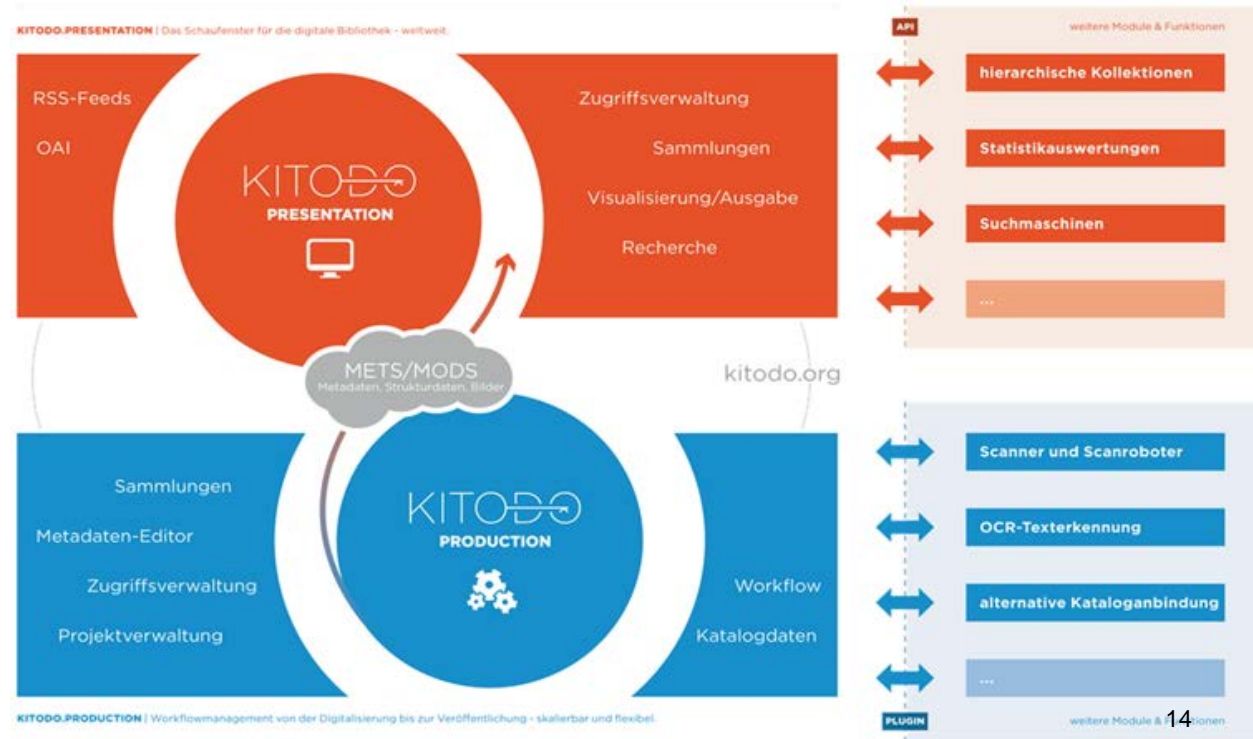 KITODO.PRESENTATION | Das Schaufenster für die digitale Bibliothek - weltweit.
RSS-Feeds
OAI
KITODO
PRESENTATION
Zugriffsverwaltung
Sammlungen
Visualisierung/Ausgabe
Recherche
API
weitere Module & Funktionen
hierarchische Kollektionen
Statistikauswertungen
Suchmaschinen
...
METS/MODS
Metadaten, Strukturdaten, Bilder
kitodo.org
Sammlungen
Metadaten-Editor
Zugriffsverwaltung
Projektverwaltung
KITODO
PRODUCTION
Workflow
Katalogdaten
Scanner und Scanroboter
OCR-Texterkennung
alternative Kataloganbindung
...
KITODO.PRODUCTION | Workflowmanagement von der Digitalisierung bis zur Veröffentlichung - skalierbar und flexibel.
PLUGIN
weitere Module & Funktionen
14